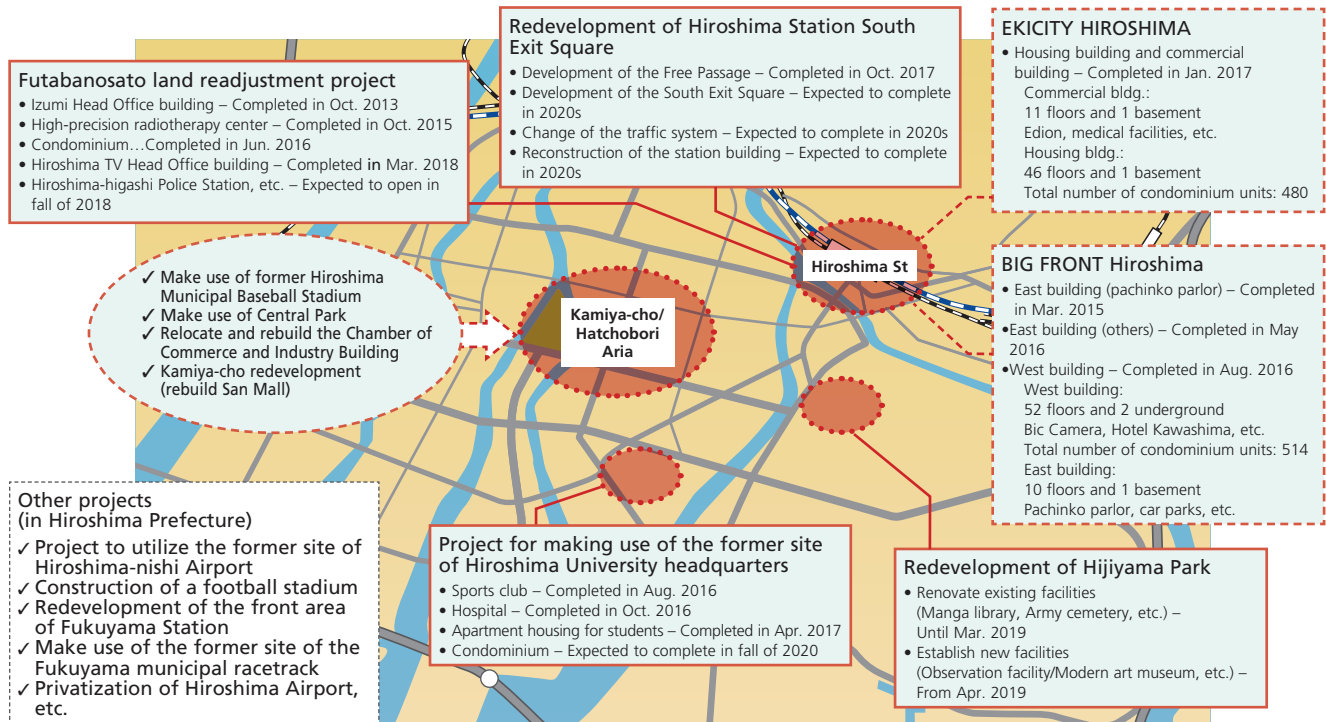 Futabanosato land readjustment project
• Izumi Head Office building – Completed in Oct. 2013
• High-precision radiotherapy center – Completed in Oct. 2015
• Condominium…Completed in Jun. 2016
• Hiroshima TV Head Office building – Completed in Mar. 2018
• Hiroshima-higashi Police Station, etc. – Expected to open in
fall of 2018
Redevelopment of Hiroshima Station South
Exit Square
• Development of the Free Passage – Completed in Oct. 2017
• Development of the South Exit Square – Expected to complete
in 2020s
• Change of the traffic system – Expected to complete in 2020s
• Reconstruction of the station building – Expected to complete
in 2020s
EKICITY HIROSHIMA
• Housing building and commercial
building – Completed in Jan. 2017
Commercial bldg.:
11 floors and 1 basement
Edion, medical facilities, etc.
Housing bldg.:
46 floors and 1 basement
Total number of condominium units: 480
✓ Make use of former Hiroshima
Municipal Baseball Stadium
✓ Make use of Central Park
✓ Relocate and rebuild the Chamber of
Commerce and Industry Building
✓ Kamiya-cho redevelopment
(rebuild San Mall)
Kamiya-cho/
Hatchobori
Aria
Hiroshima St
BIG FRONT Hiroshima
• East building (pachinko parlor) – Completed
in Mar. 2015
•East building (others) – Completed in May
2016
•West building – Completed in Aug. 2016
West building:
52 floors and 2 underground
Bic Camera, Hotel Kawashima, etc.
Total number of condominium units: 514
East building:
10 floors and 1 basement
Pachinko parlor, car parks, etc.
Other projects
(in Hiroshima Prefecture)
✓ Project to utilize the former site of
Hiroshima-nishi Airport
✓ Construction of a football stadium
✓ Redevelopment of the front area
of Fukuyama Station
✓ Make use of the former site of the
Fukuyama municipal racetrack
✓ Privatization of Hiroshima Airport,
etc.
Project for making use of the former site
of Hiroshima University headquarters
• Sports club – Completed in Aug. 2016
• Hospital – Completed in Oct. 2016
• Apartment housing for students – Completed in Apr. 2017
• Condominium – Expected to complete in fall of 2020
Redevelopment of Hijiyama Park
• Renovate existing facilities
(Manga library, Army cemetery, etc.) –
Until Mar. 2019
• Establish new facilities
(Observation facility/Modern art museum, etc.) –
From Apr. 2019